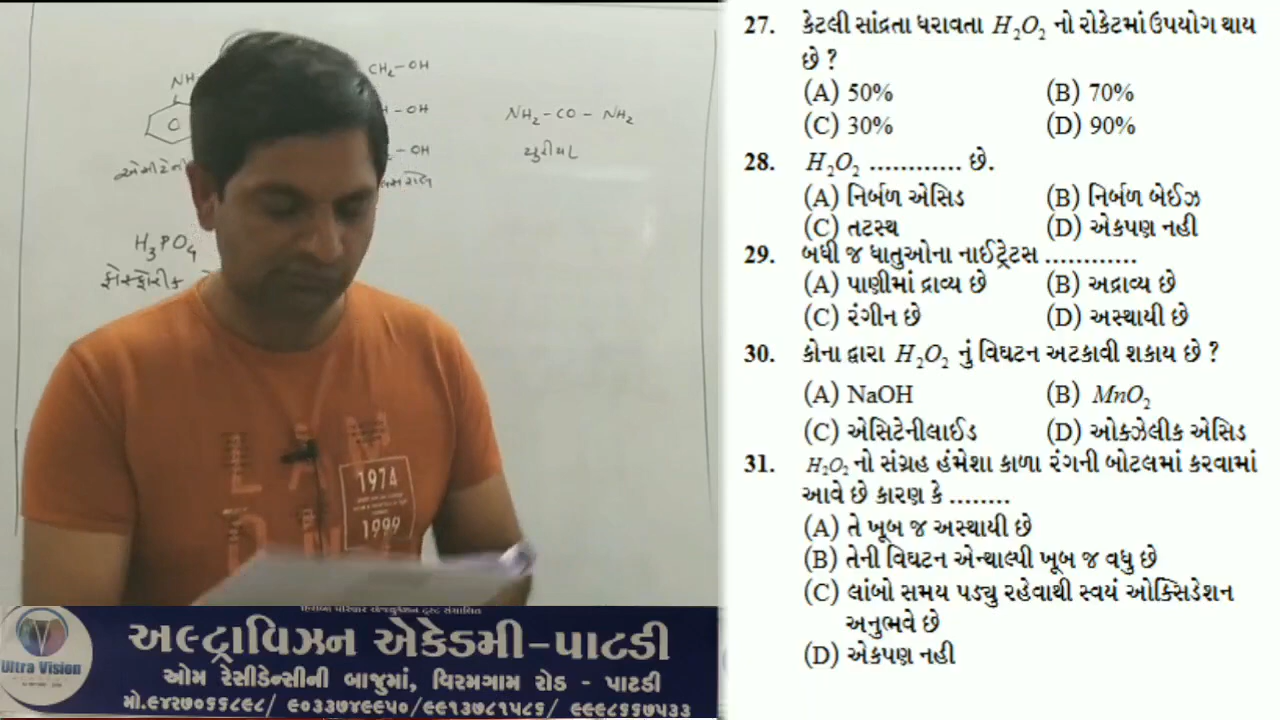 NH
CH₂-OH
- OH
- OH
NH₂-CO-NH₂
યુરીયા
H₃PO₄
ફોસ્ફોરીક
1974
1999
Ultra Vision
અલ્ટ્રાવિઝન એકેડમી-પાટડી
ઓમ રેસીડેન્સીની બાજુમાં, વિરમગામ રોડ - પાટડી
27. કેટલી સાંદ્રતા ધરાવતા H₂O₂ નો રોકેટમાં ઉપયોગ થાય
છે ?
(A) 50% (B) 70%
(C) 30% (D) 90%
28. H₂O₂ ............ છે.
(A) નિર્બળ એસિડ (B) નિર્બળ બેઈઝ
(C) તટસ્થ (D) એકપણ નહી
29. બધી જ ધાતુઓના નાઈટ્રેટસ ............
(A) પાણીમાં દ્રાવ્ય છે (B) અદ્રાવ્ય છે
(C) રંગીન છે (D) અસ્થાયી છે
30. કોના દ્વારા H₂O₂ નું વિઘટન અટકાવી શકાય છે ?
(A) NaOH (B) MnO₂
(C) એસિટેનીલાઈડ (D) ઓક્ઝેલીક એસિડ
31. H₂O₂ નો સંગ્રહ હંમેશા કાળા રંગની બોટલમાં કરવામાં
આવે છે કારણ કે ........
(A) તે ખૂબ જ અસ્થાયી છે
(B) તેની વિઘટન એન્થાલ્પી ખૂબ જ વધુ છે
(C) લાંબો સમય પડ્યુ રહેવાથી સ્વયં ઓક્સિડેશન
અનુભવે છે
(D) એકપણ નહી